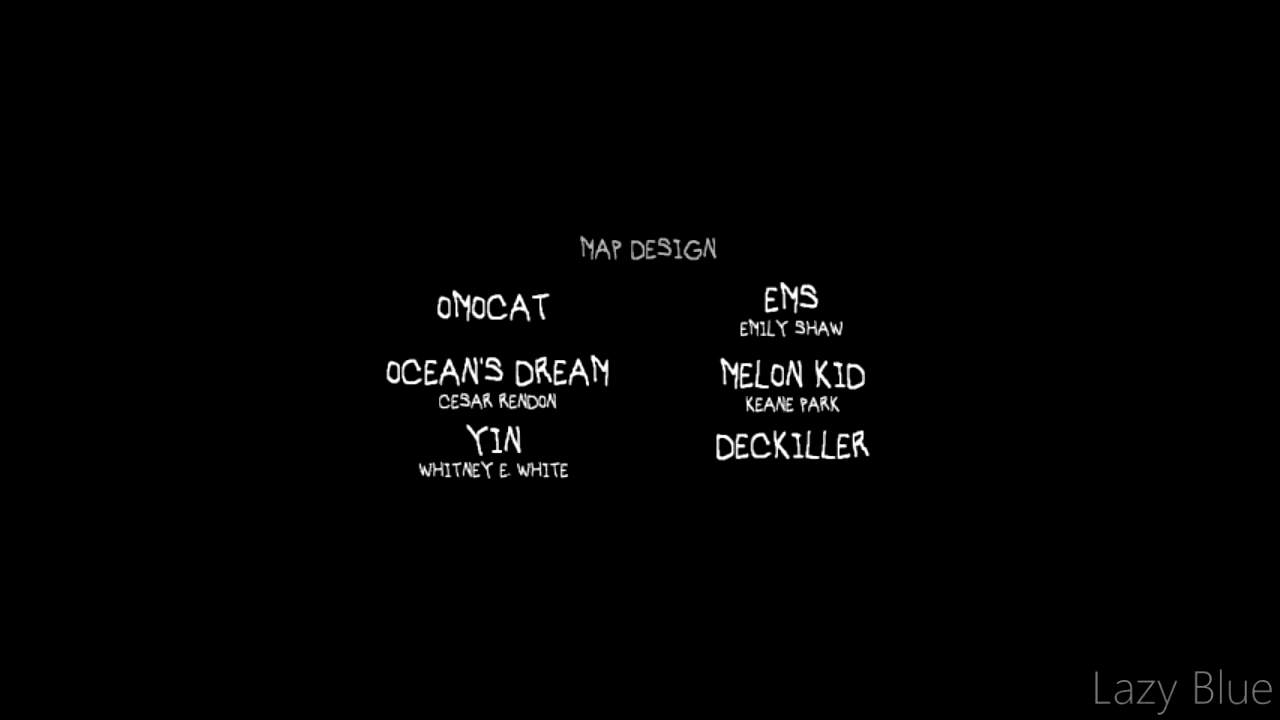 MAP DESIGN
OMOCAT
OCEAN'S DREAM
CESAR RENDON
YIN
WHITNEY E. WHITE
EMS
EMILY SHAW
MELON KID
KEANE PARK
DECKILLER
Lazy Blue